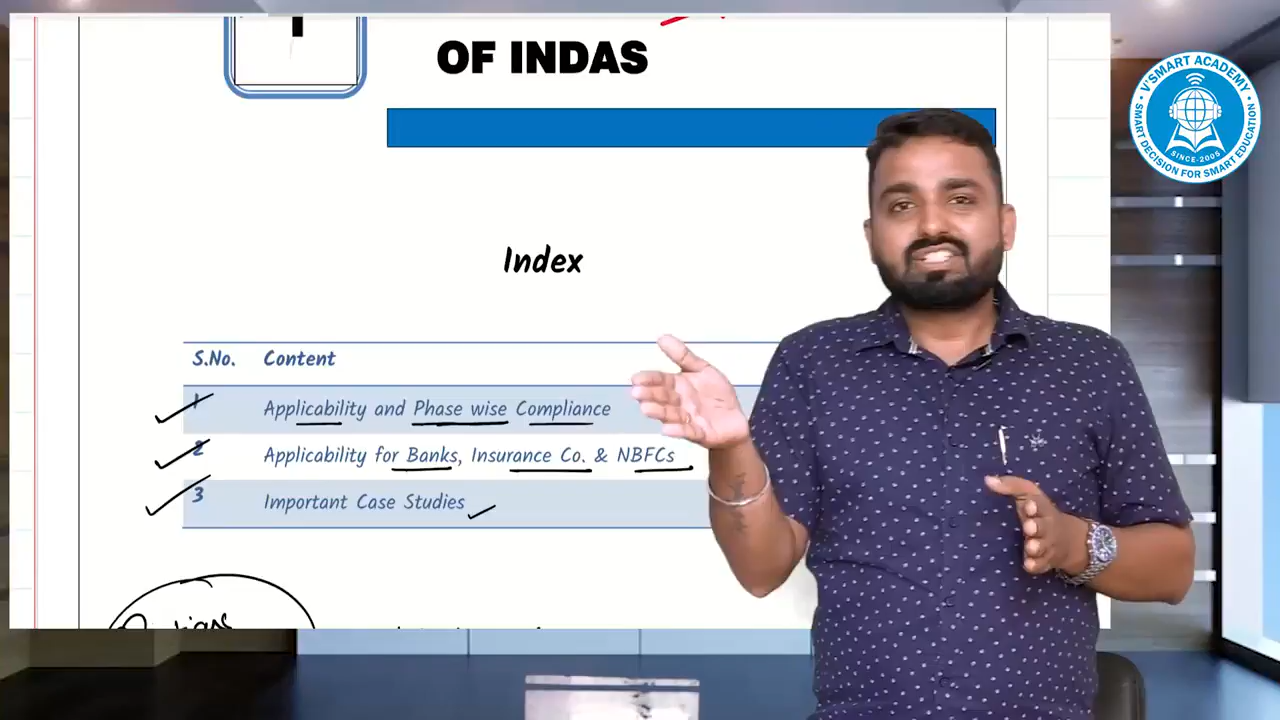 OF INDAS
V'SMART ACADEMY
SINCE-2005
SMART DECISION FOR SMART EDUCATION
Index
S.No. Content
1 Applicability and Phase wise Compliance
2 Applicability for Banks, Insurance Co. & NBFCs
3 Important Case Studies